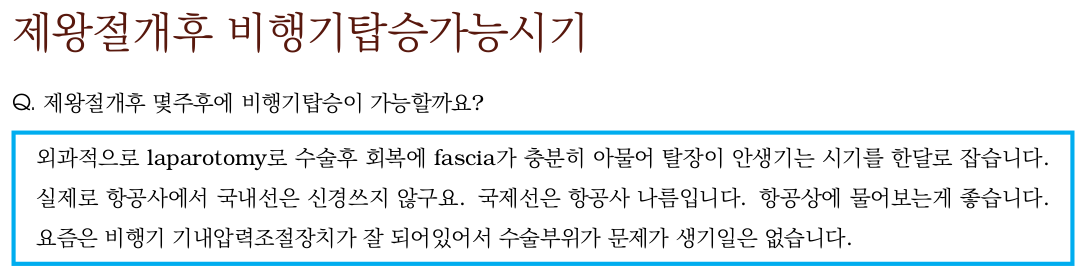 제왕절개후 비행기탑승가능시기
Q. 제왕절개후 몇주후에 비행기탑승이 가능할까요?
외과적으로 laparotomy로 수술후 회복에 fascia가 충분히 아물어 탈장이 안생기는 시기를 한달로 잡습니다.
실제로 항공사에서 국내선은 신경쓰지 않구요. 국제선은 항공사 나름입니다. 항공상에 물어보는게 좋습니다.
요즘은 비행기 기내압력조절장치가 잘 되어있어서 수술부위가 문제가 생기일은 없습니다.